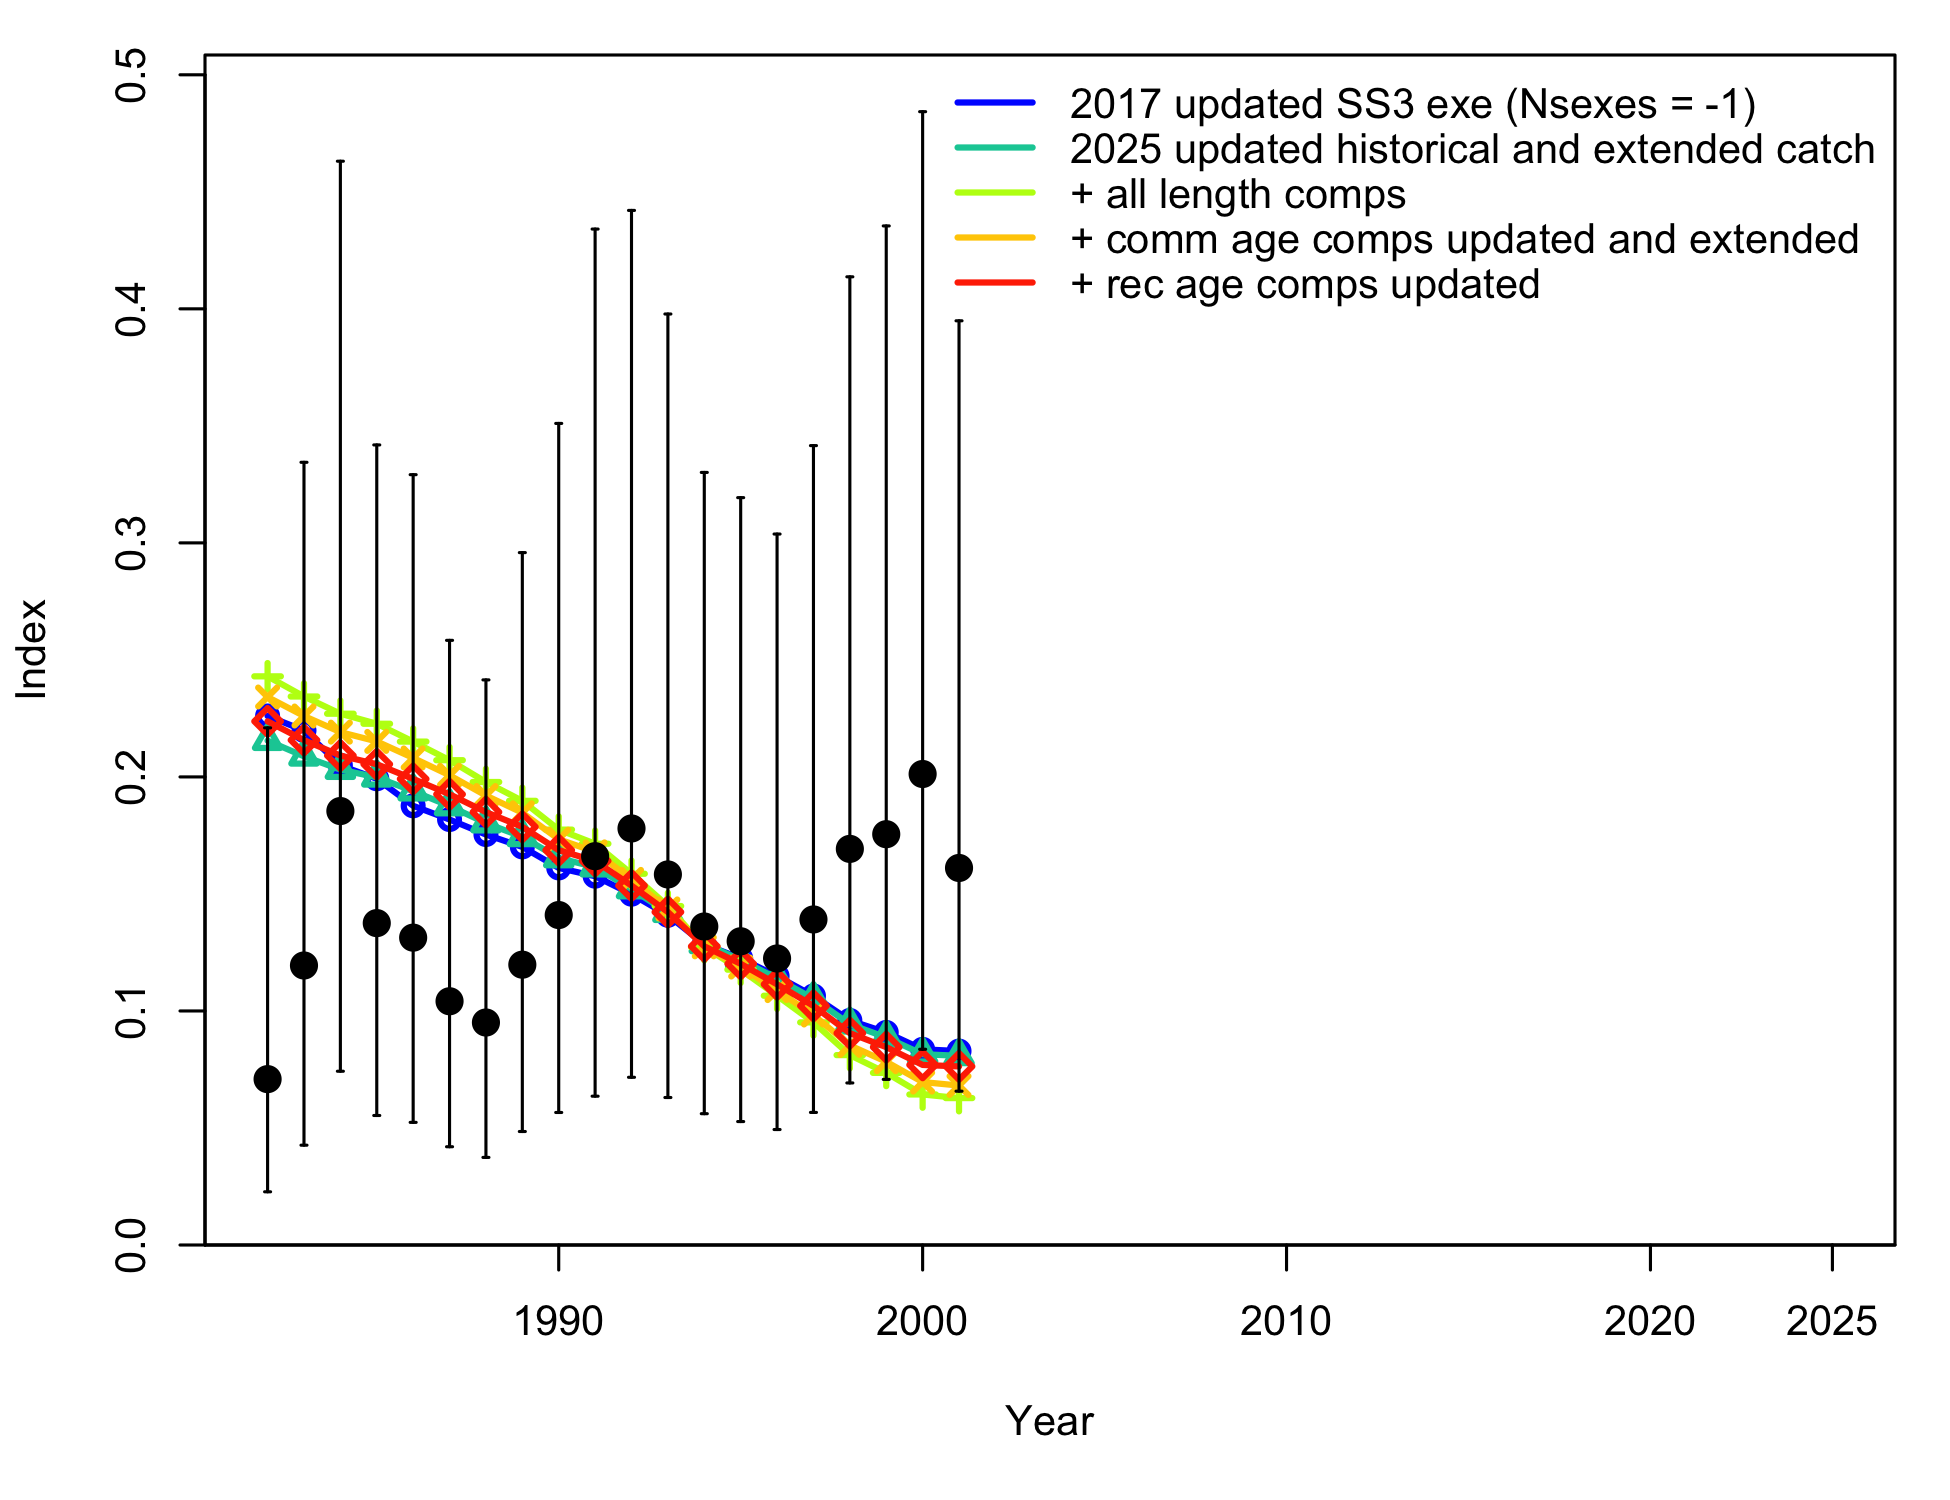 0.5
0.4
0.3
0.2
0.1
0.0
Index
2017 updated SS3 exe (Nsexes = -1)
2025 updated historical and extended catch
+ all length comps
+ comm age comps updated and extended
+ rec age comps updated
1990 2000 2010 2020 2025
Year